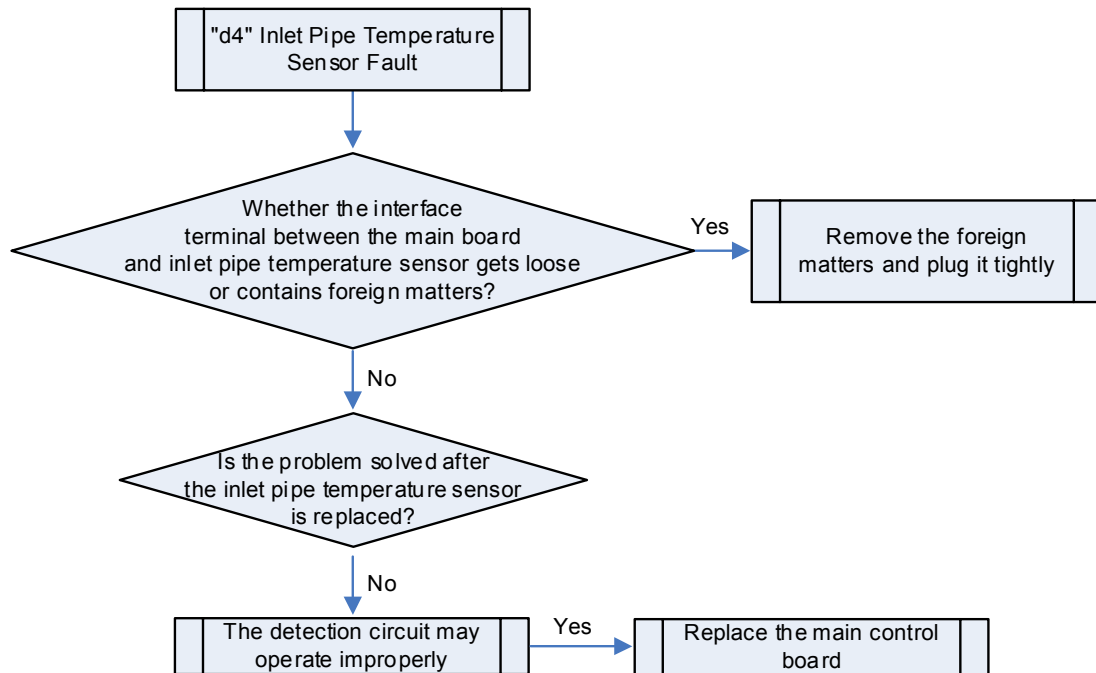 "d4" Inlet Pipe Temperature
Sensor Fault
Whether the interface
terminal between the main board
and inlet pipe temperature sensor gets loose
or contains foreign matters?
Yes
Remove the foreign
matters and plug it tightly
No
Is the problem solved after
the inlet pipe temperature sensor
is replaced?
No
The detection circuit may
operate improperly
Yes
Replace the main control
board